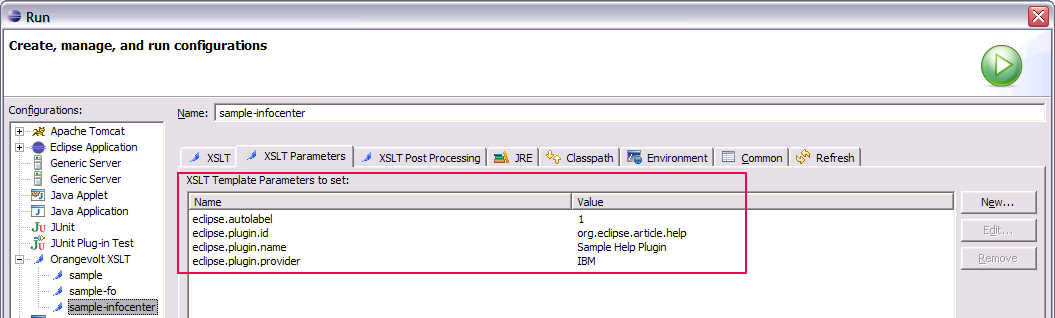 Run
Create, manage, and run configurations
Configurations:
Name: sample-infocenter
Apache Tomcat
Eclipse Application
Generic Server
Generic Server
Java Applet
Java Application
JUnit
JUnit Plug-in Test
Orangevolt XSLT
sample
sample-fo
sample-infocenter
XSLT XSLT Parameters XSLT Post Processing JRE Classpath Environment Common Refresh
XSLT Template Parameters to set:
Name Value
eclipse.autolabel 1
eclipse.plugin.id org.eclipse.article.help
eclipse.plugin.name Sample Help Plugin
eclipse.plugin.provider IBM
New...
Edit...
Remove